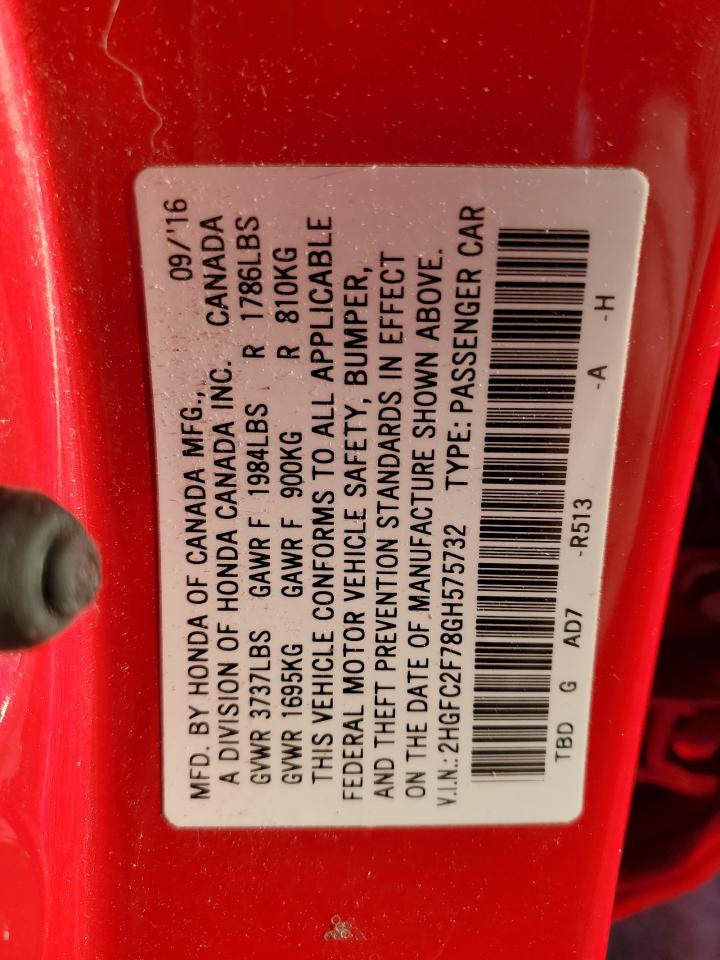 MFD. BY HONDA OF CANADA MFG., 09/'16
A DIVISION OF HONDA CANADA INC. CANADA
GVWR 3737LBS GAWR F 1984LBS R 1786LBS
GVWR 1695KG GAWR F 900KG R 810KG
THIS VEHICLE CONFORMS TO ALL APPLICABLE
FEDERAL MOTOR VEHICLE SAFETY, BUMPER,
AND THEFT PREVENTION STANDARDS IN EFFECT
ON THE DATE OF MANUFACTURE SHOWN ABOVE.
V.I.N.: 2HGFC2F78GH575732 TYPE: PASSENGER CAR
TBD G AD7 -R513 -A -H